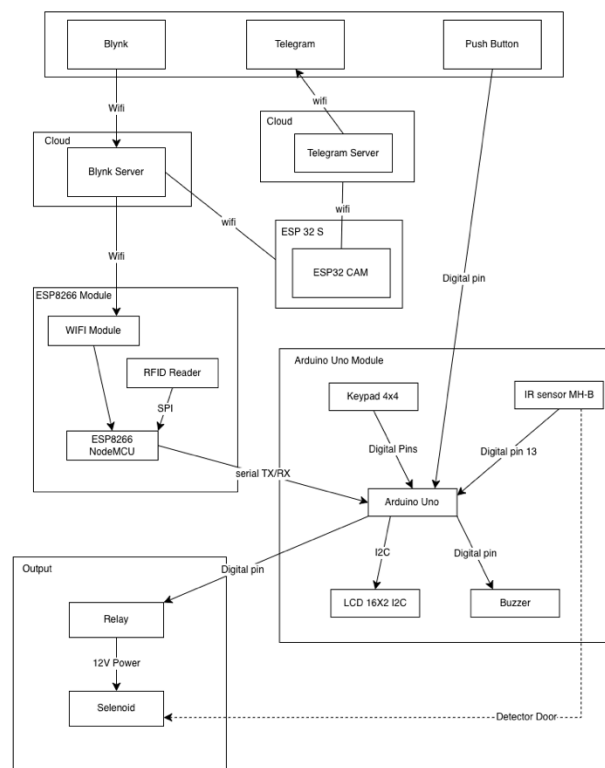 Blynk
Telegram
Push Button
Wifi
wifi
Cloud
Cloud
Blynk Server
Telegram Server
wifi
wifi
ESP 32 S
ESP32 CAM
Wifi
Digital pin
ESP8266 Module
WIFI Module
RFID Reader
SPI
ESP8266
NodeMCU
serial TX/RX
Arduino Uno Module
Keypad 4x4
IR sensor MH-B
Digital Pins
Digital pin 13
Arduino Uno
I2C
Digital pin
Digital pin
LCD 16X2 I2C
Buzzer
Output
Relay
12V Power
Selenoid
Detector Door